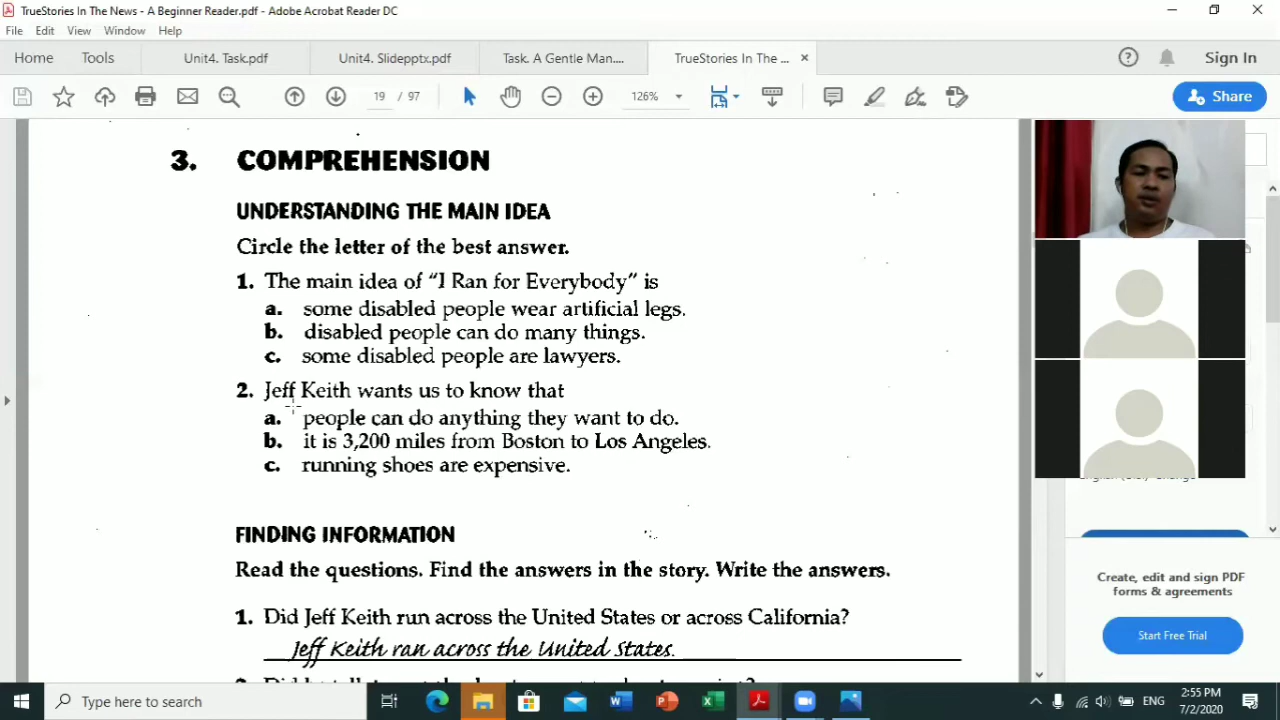 TrueStories In The News - A Beginner Reader.pdf - Adobe Acrobat Reader DC
File Edit View Window Help
Home Tools Unit4. Task.pdf Unit4. Slidepptx.pdf Task. A Gentle Man.... TrueStories In The ... Sign In
19 / 97 126% Share
3. COMPREHENSION
UNDERSTANDING THE MAIN IDEA
Circle the letter of the best answer.
1. The main idea of “I Ran for Everybody” is
a. some disabled people wear artificial legs.
b. disabled people can do many things.
c. some disabled people are lawyers.
2. Jeff Keith wants us to know that
a. people can do anything they want to do.
b. it is 3,200 miles from Boston to Los Angeles.
c. running shoes are expensive.
FINDING INFORMATION
Read the questions. Find the answers in the story. Write the answers.
1. Did Jeff Keith run across the United States or across California?
Jeff Keith ran across the United States.
Create, edit and sign PDF
forms & agreements
Start Free Trial
Type here to search
ENG
2:55 PM
7/2/2020